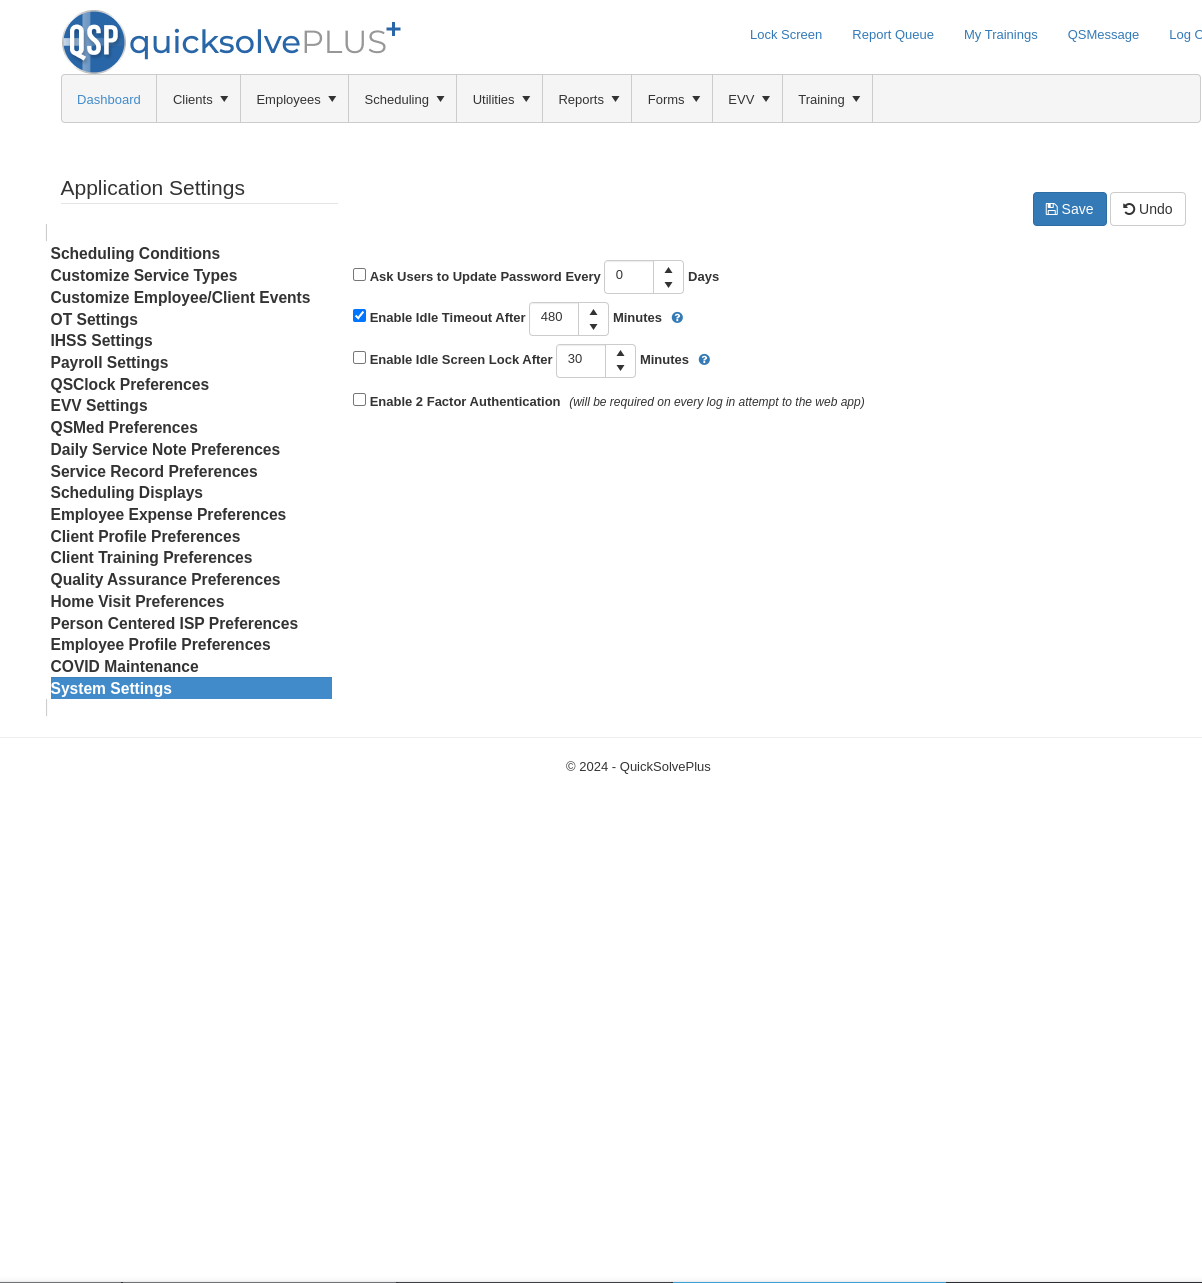 QSP quicksolvePLUS+
Lock Screen Report Queue My Trainings QSMessage Log
Dashboard Clients Employees Scheduling Utilities Reports Forms EVV Training
Application Settings
Save Undo
Scheduling Conditions
Customize Service Types
Customize Employee/Client Events
OT Settings
IHSS Settings
Payroll Settings
QSClock Preferences
EVV Settings
QSMed Preferences
Daily Service Note Preferences
Service Record Preferences
Scheduling Displays
Employee Expense Preferences
Client Profile Preferences
Client Training Preferences
Quality Assurance Preferences
Home Visit Preferences
Person Centered ISP Preferences
Employee Profile Preferences
COVID Maintenance
System Settings
Ask Users to Update Password Every 0 Days
Enable Idle Timeout After 480 Minutes
Enable Idle Screen Lock After 30 Minutes
Enable 2 Factor Authentication (will be required on every log in attempt to the web app)
© 2024 - QuickSolvePlus